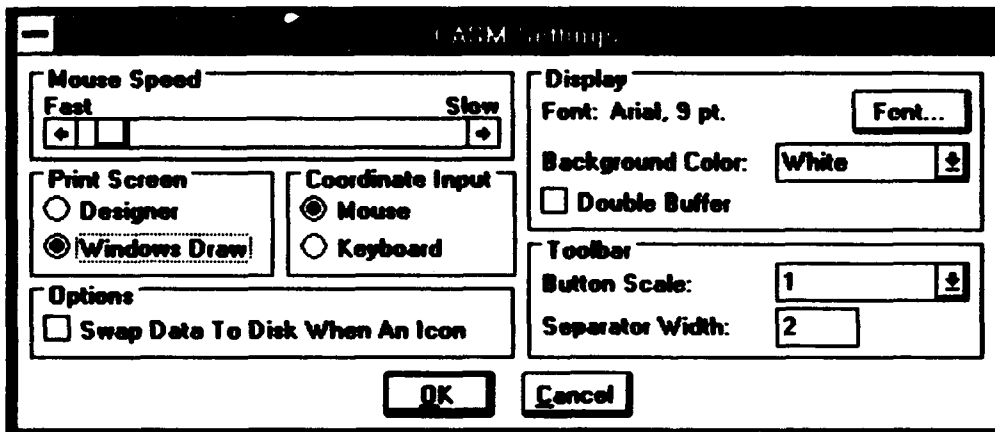 CASM Settings
Mouse Speed
Fast Slow
Print Screen
Designer
Windows Draw
Coordinate Input
Mouse
Keyboard
Options
Swap Data To Disk When An Icon
Display
Font: Arial, 9 pt. Font...
Background Color: White
Double Buffer
Toolbar
Button Scale: 1
Separator Width: 2
OK Cancel